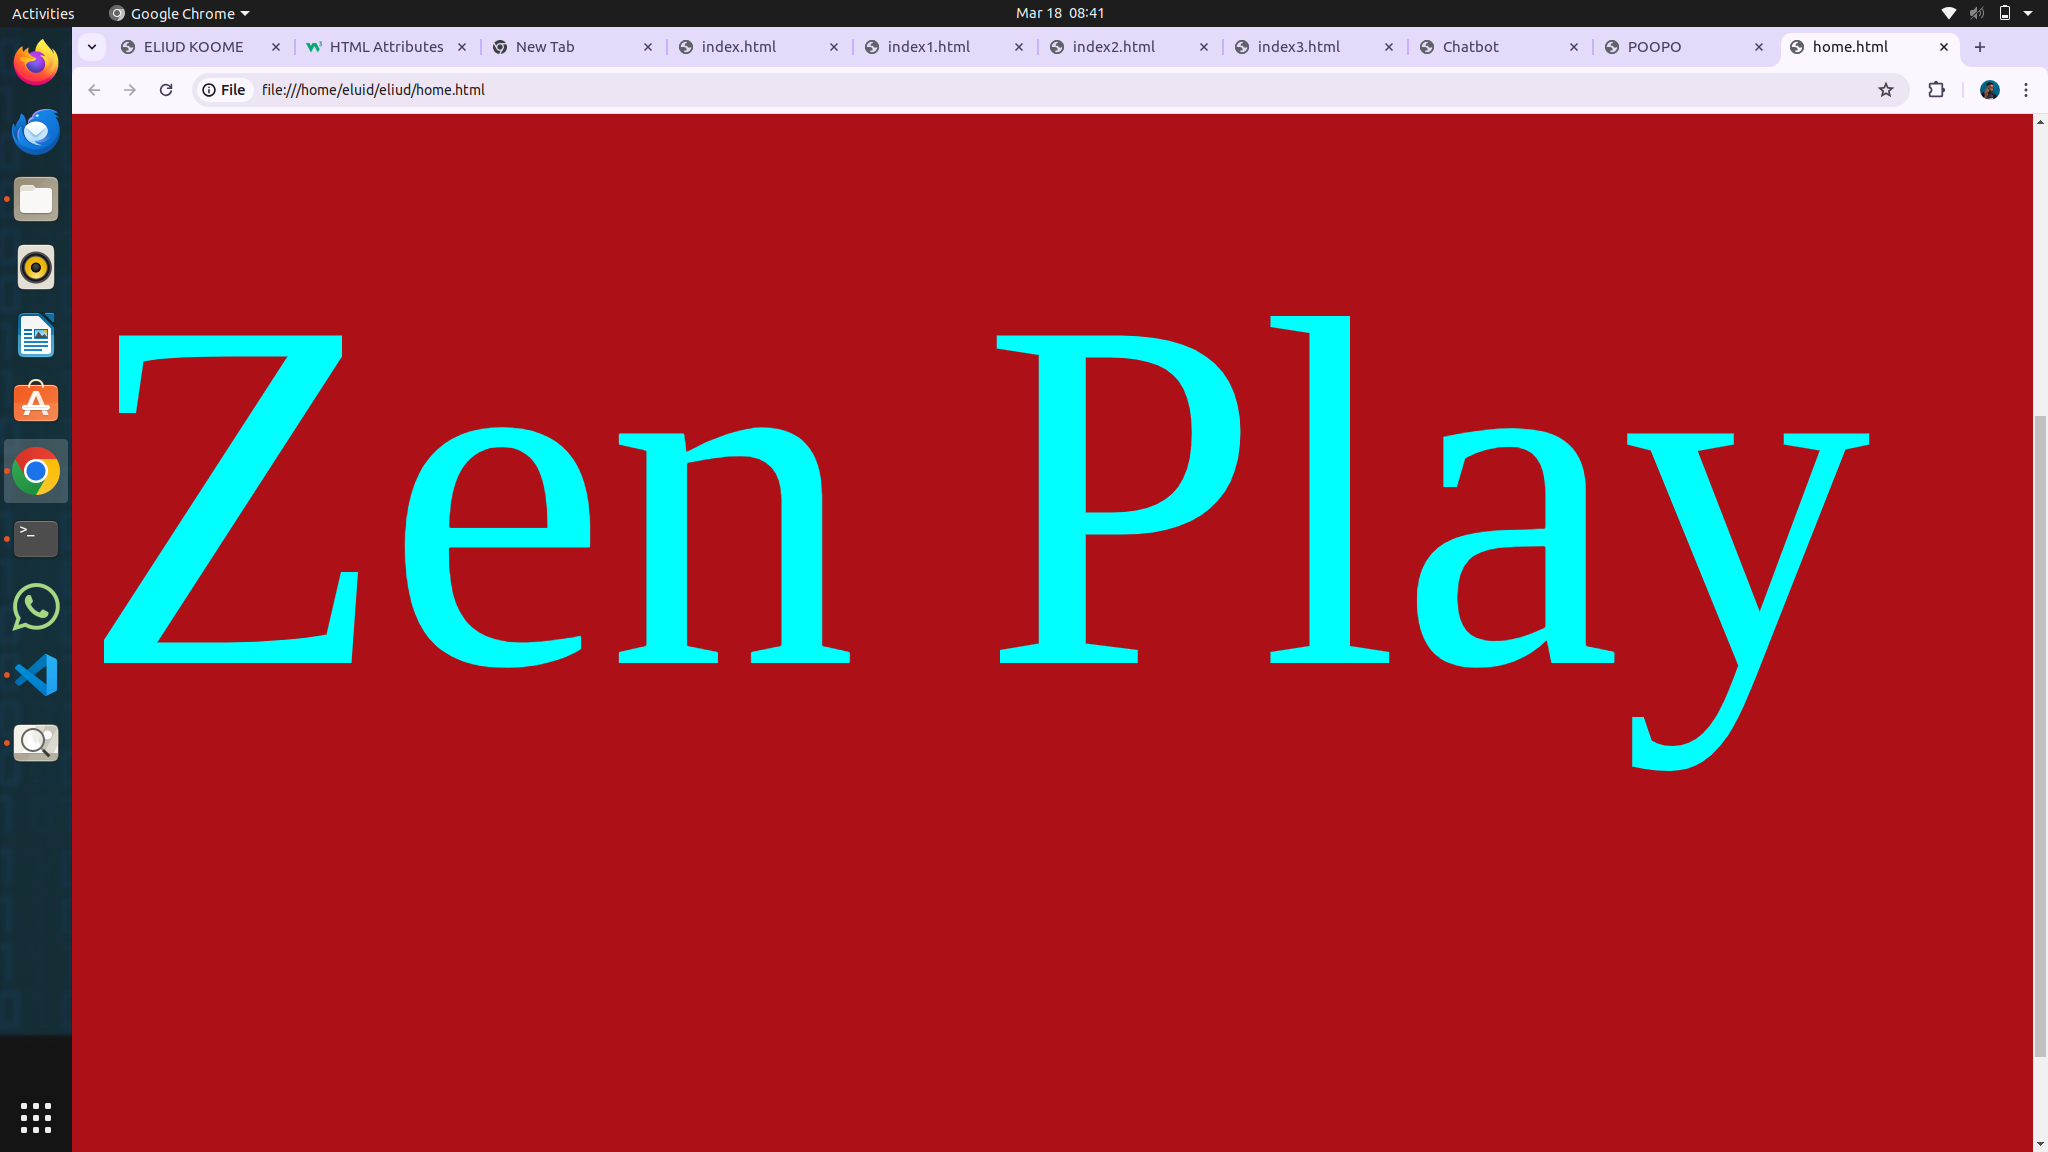 Activities
Google Chrome
Mar 18 08:41
ELIUD KOOME
HTML Attributes
New Tab
index.html
index1.html
index2.html
index3.html
Chatbot
POOPO
home.html
File
file:///home/eluid/eliud/home.html
Zen Play